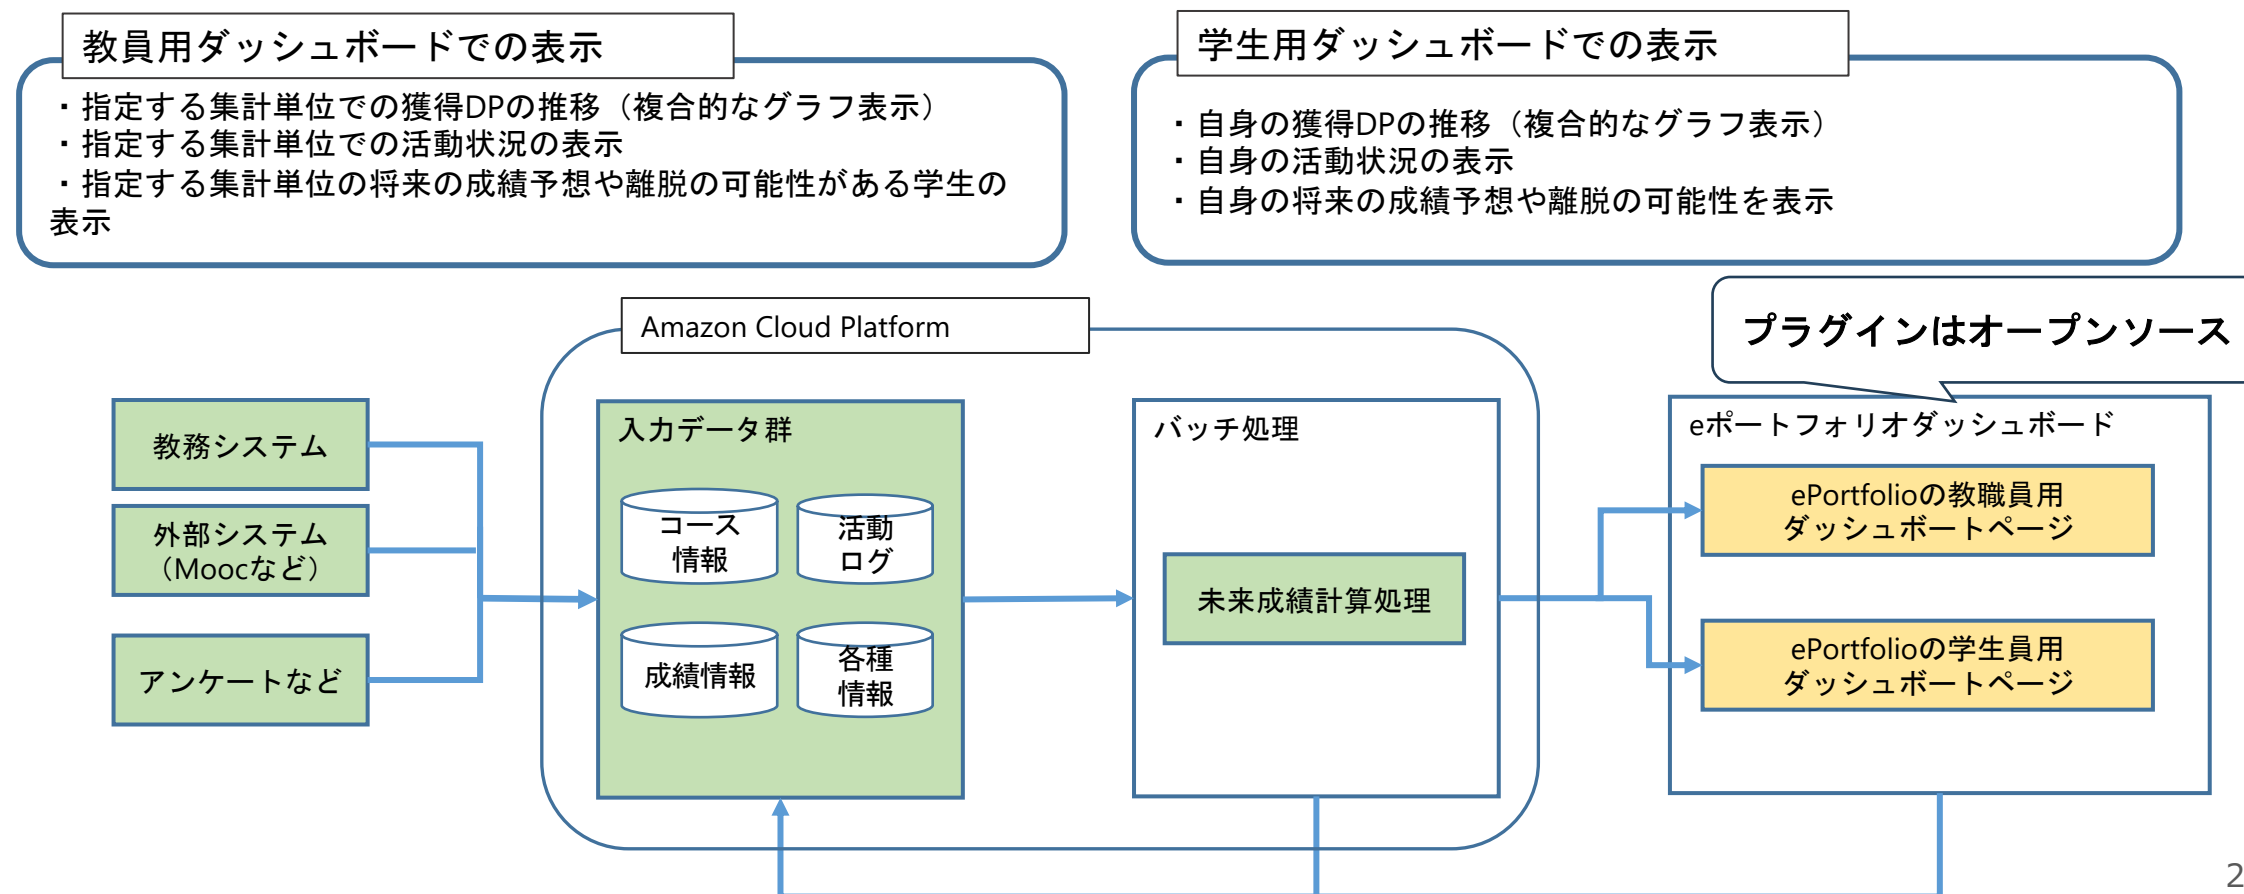 教員用ダッシュボードでの表示
・指定する集計単位での獲得DPの推移（複合的なグラフ表示）
・指定する集計単位での活動状況の表示
・指定する集計単位の将来の成績予想や離脱の可能性がある学生の
表示
学生用ダッシュボードでの表示
・自身の獲得DPの推移（複合的なグラフ表示）
・自身の活動状況の表示
・自身の将来の成績予想や離脱の可能性を表示
Amazon Cloud Platform
プラグインはオープンソース
教務システム
外部システム
（Moocなど）
アンケートなど
入力データ群
コース
情報
活動
ログ
成績情報
各種
情報
バッチ処理
未来成績計算処理
eポートフォリオダッシュボード
ePortfolioの教職員用
ダッシュボートページ
ePortfolioの学生員用
ダッシュボートページ
2